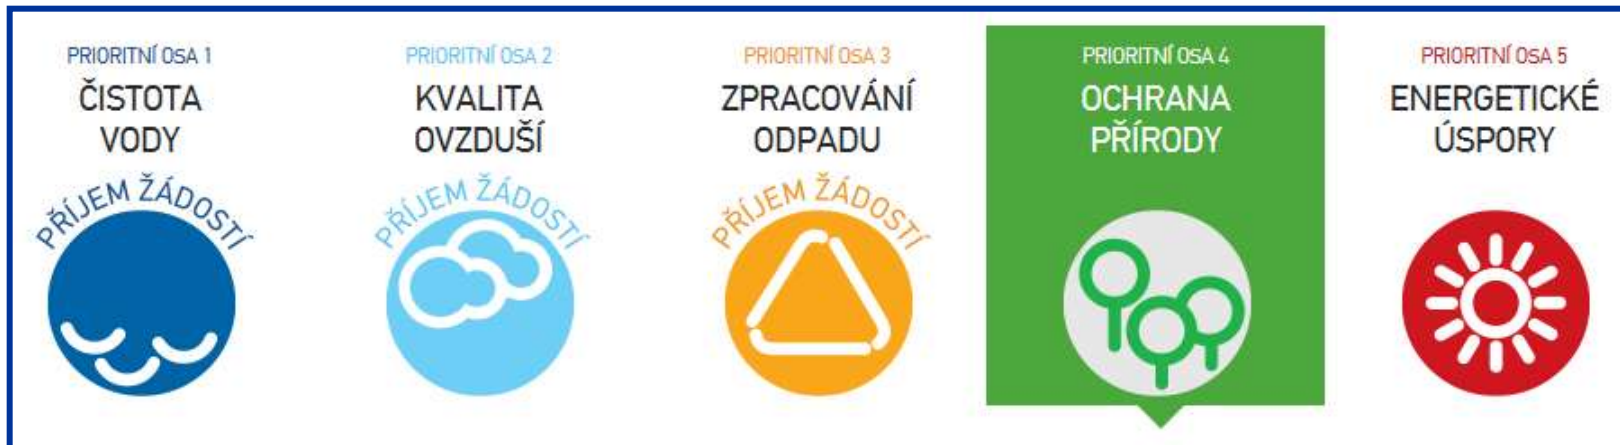 PRIORITNÍ OSA 1
ČISTOTA
VODY
PŘÍJEM ŽÁDOSTÍ
PRIORITNÍ OSA 2
KVALITA
OVZDUŠÍ
PŘÍJEM ŽÁDOSTÍ
PRIORITNÍ OSA 3
ZPRACOVÁNÍ
ODPADU
PŘÍJEM ŽÁDOSTÍ
PRIORITNÍ OSA 4
OCHRANA
PŘÍRODY
PRIORITNÍ OSA 5
ENERGETICKÉ
ÚSPORY